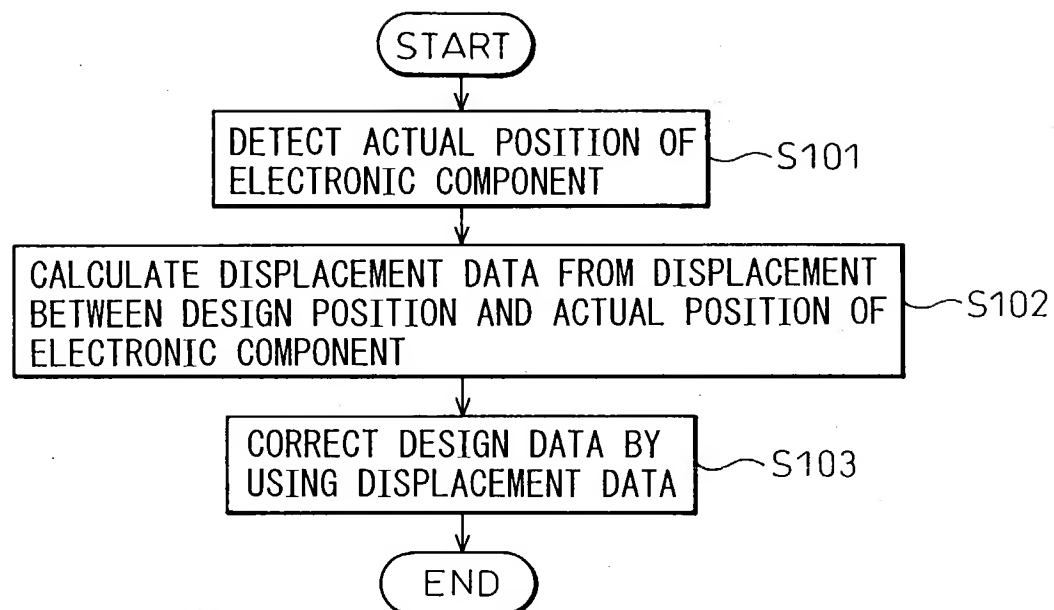 START
DETECT ACTUAL POSITION OF
ELECTRONIC COMPONENT
S101
CALCULATE DISPLACEMENT DATA FROM DISPLACEMENT
BETWEEN DESIGN POSITION AND ACTUAL POSITION OF
ELECTRONIC COMPONENT
S102
CORRECT DESIGN DATA BY
USING DISPLACEMENT DATA
S103
END